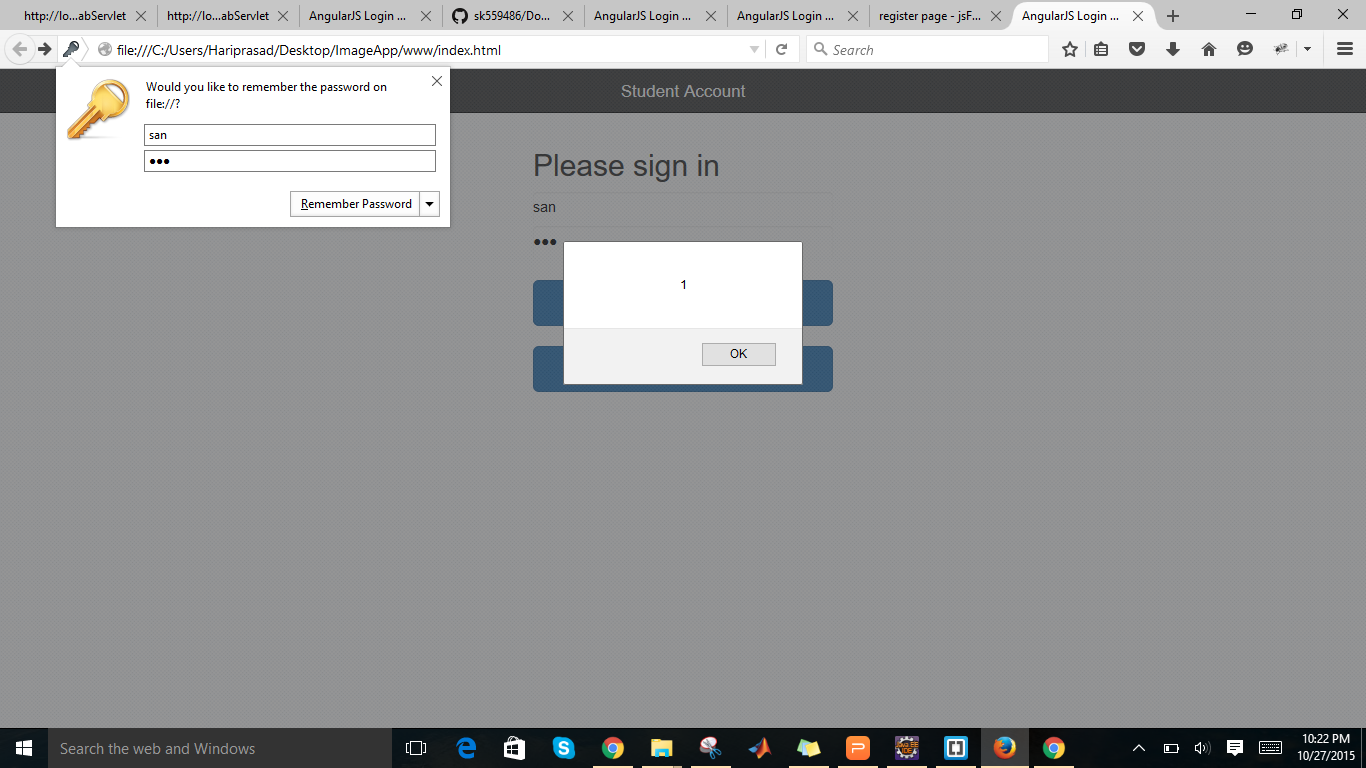 http://lo...abServlet
http://lo...abServlet
AngularJS Login ...
sk559486/Do...
AngularJS Login ...
AngularJS Login ...
register page - jsF...
AngularJS Login ...
file:///C:/Users/Hariprasad/Desktop/ImageApp/www/index.html
Search
Would you like to remember the password on
file://?
san
●●●
Remember Password
Student Account
Please sign in
san
●●●
1
OK
Search the web and Windows
10:22 PM
10/27/2015